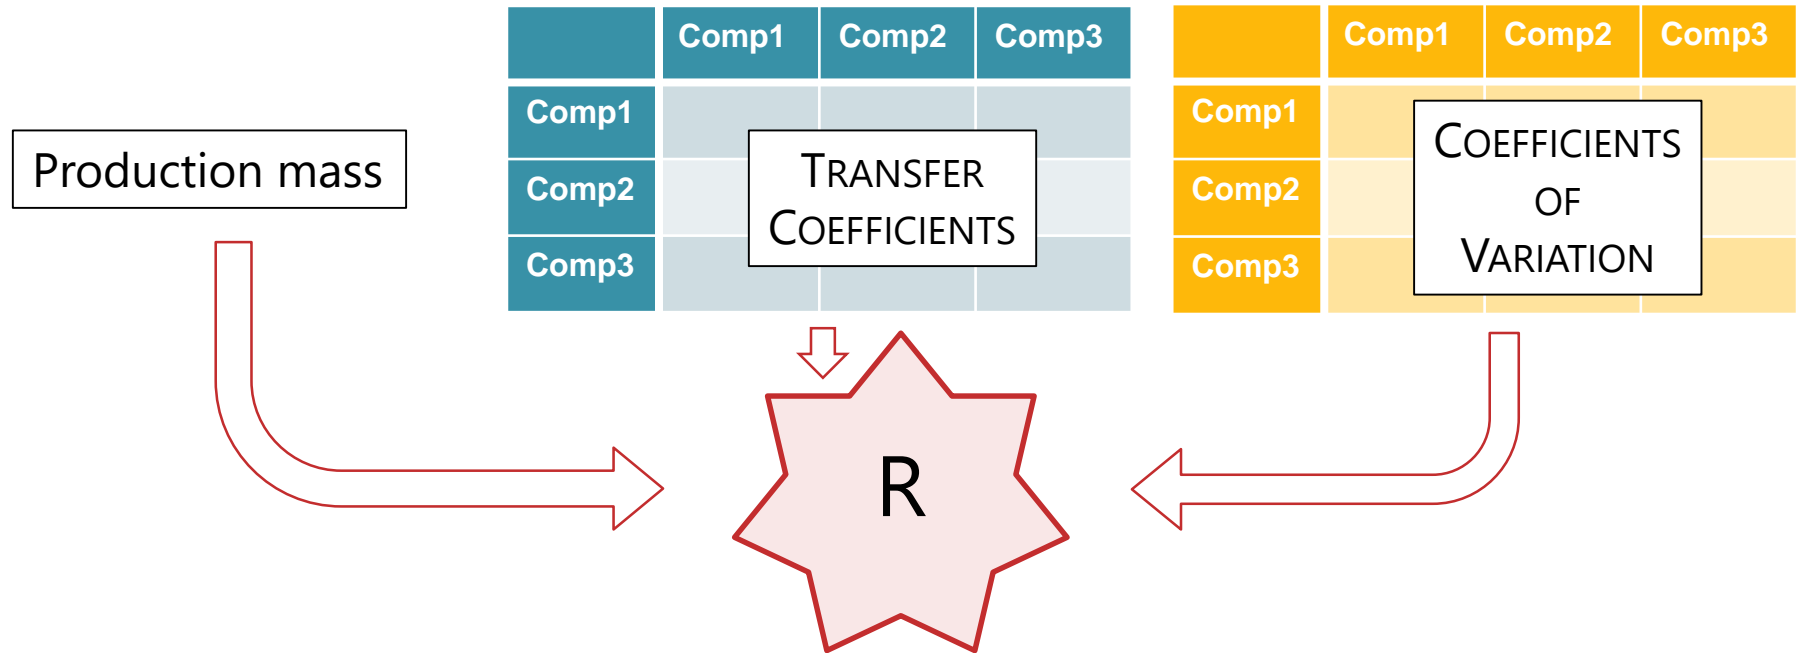 Production mass
Comp1 Comp2 Comp3
Comp1
Comp2
Comp3
TRANSFER
COEFFICIENTS
Comp1 Comp2 Comp3
Comp1
Comp2
Comp3
COEFFICIENTS
OF
VARIATION
R